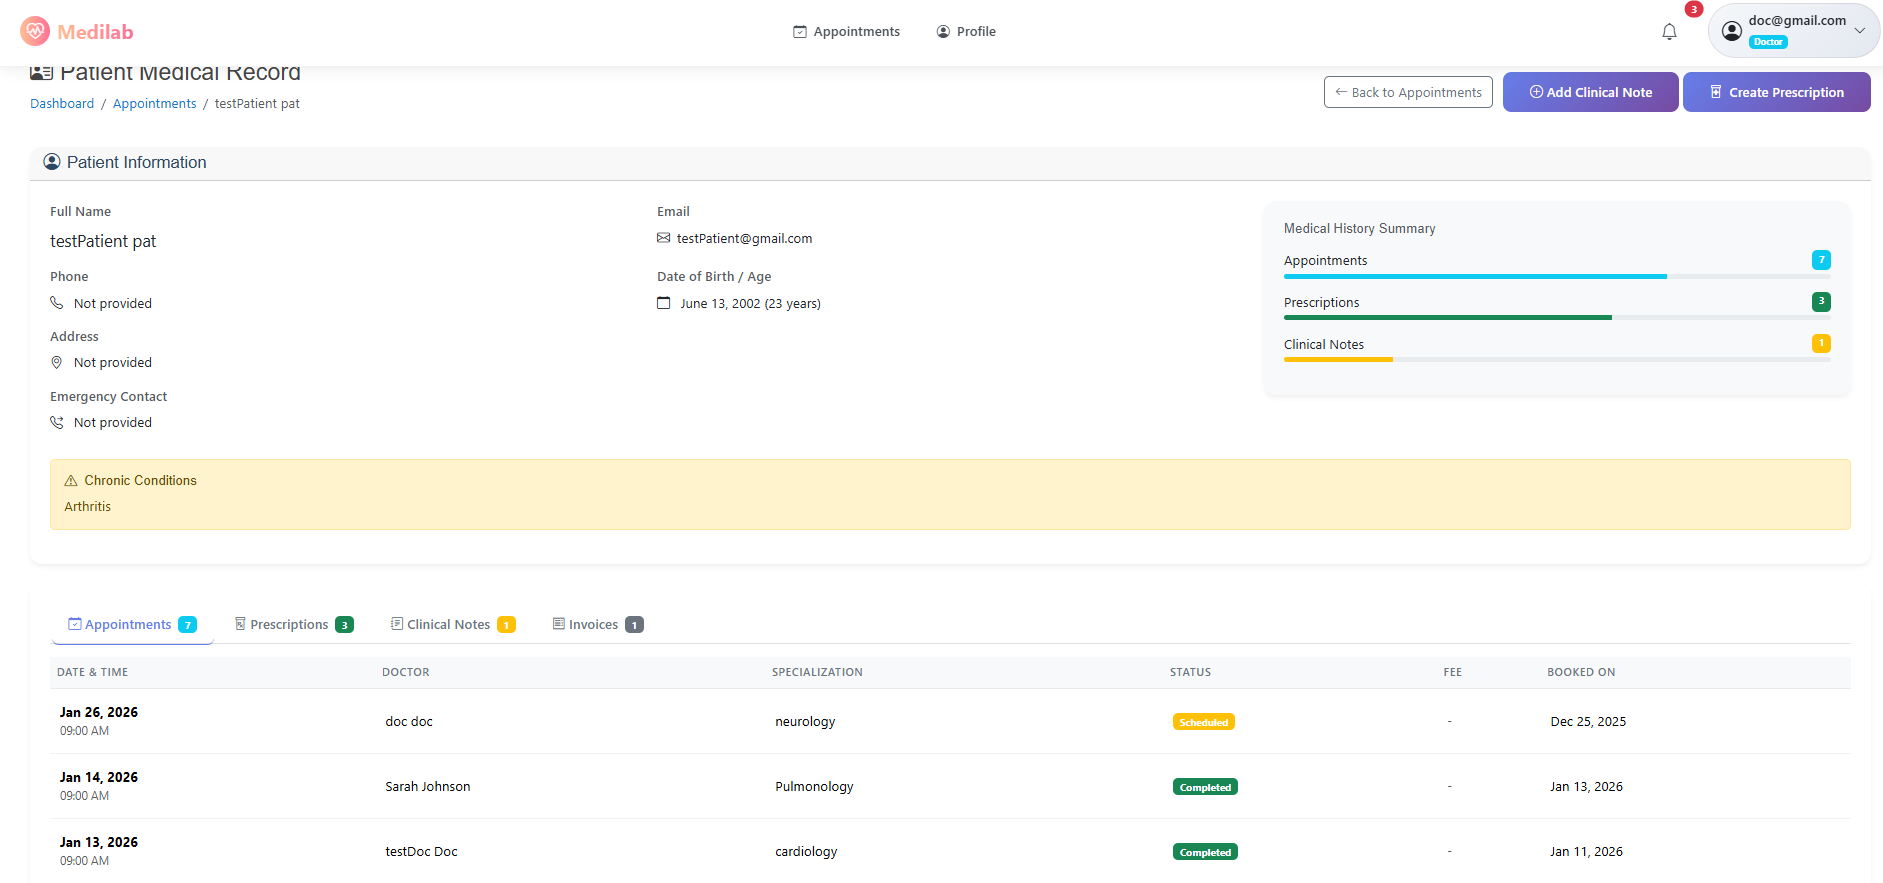 Medilab
Appointments
Profile
3
doc@gmail.com
Doctor
Patient Medical Record
Dashboard / Appointments / testPatient pat
Back to Appointments
Add Clinical Note
Create Prescription
Patient Information
Full Name
testPatient pat
Email
testPatient@gmail.com
Phone
Not provided
Date of Birth / Age
June 13, 2002 (23 years)
Address
Not provided
Emergency Contact
Not provided
Medical History Summary
Appointments 7
Prescriptions 3
Clinical Notes 1
Chronic Conditions
Arthritis
Appointments 7
Prescriptions 3
Clinical Notes 1
Invoices 1
DATE & TIME DOCTOR SPECIALIZATION STATUS FEE BOOKED ON
Jan 26, 2026
09:00 AM
doc doc neurology Scheduled - Dec 25, 2025
Jan 14, 2026
09:00 AM
Sarah Johnson Pulmonology Completed - Jan 13, 2026
Jan 13, 2026
09:00 AM
testDoc Doc cardiology Completed - Jan 11, 2026